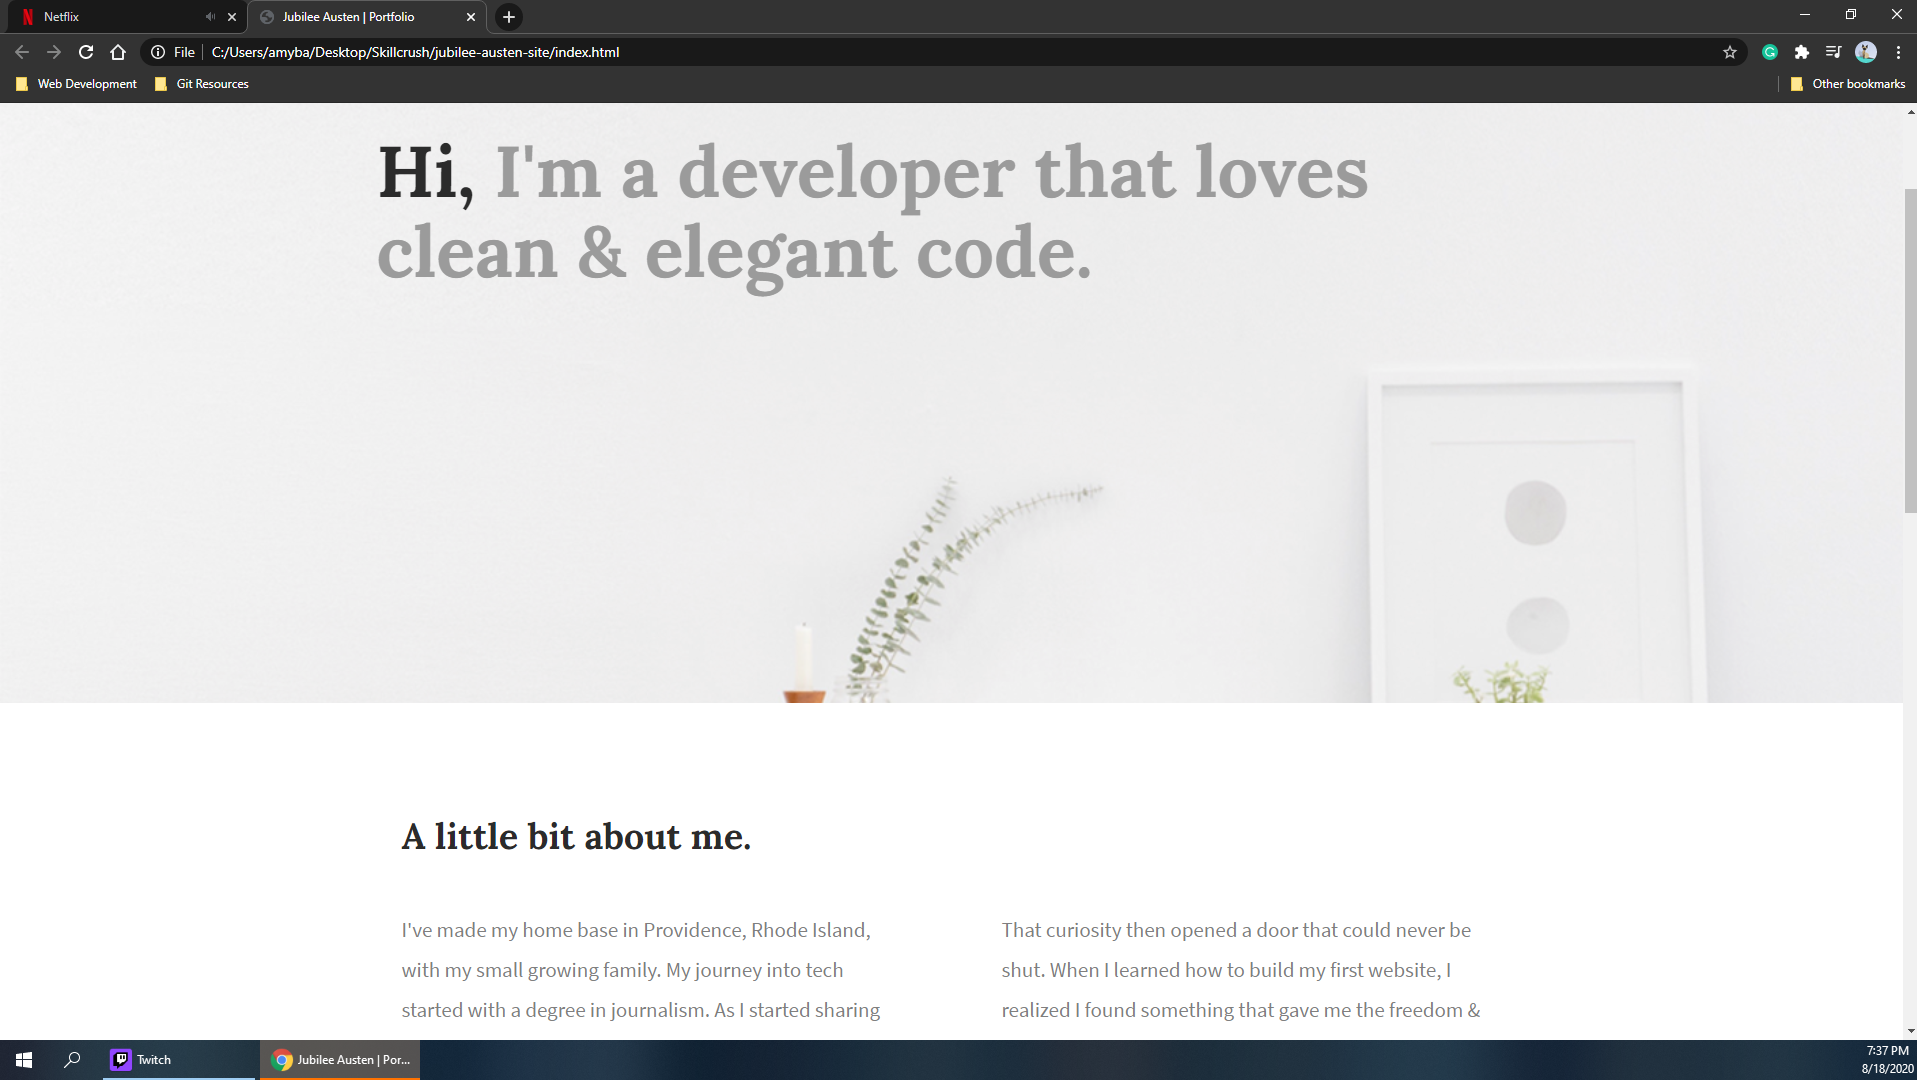 Netflix
Jubilee Austen | Portfolio
File
C:/Users/amyba/Desktop/Skillcrush/jubilee-austen-site/index.html
Web Development
Git Resources
Other bookmarks
Hi, I'm a developer that loves
clean & elegant code.
A little bit about me.
I've made my home base in Providence, Rhode Island,
with my small growing family. My journey into tech
started with a degree in journalism. As I started sharing
That curiosity then opened a door that could never be
shut. When I learned how to build my first website, I
realized I found something that gave me the freedom &
Twitch
Jubilee Austen | Por...
7:37 PM
8/18/2020